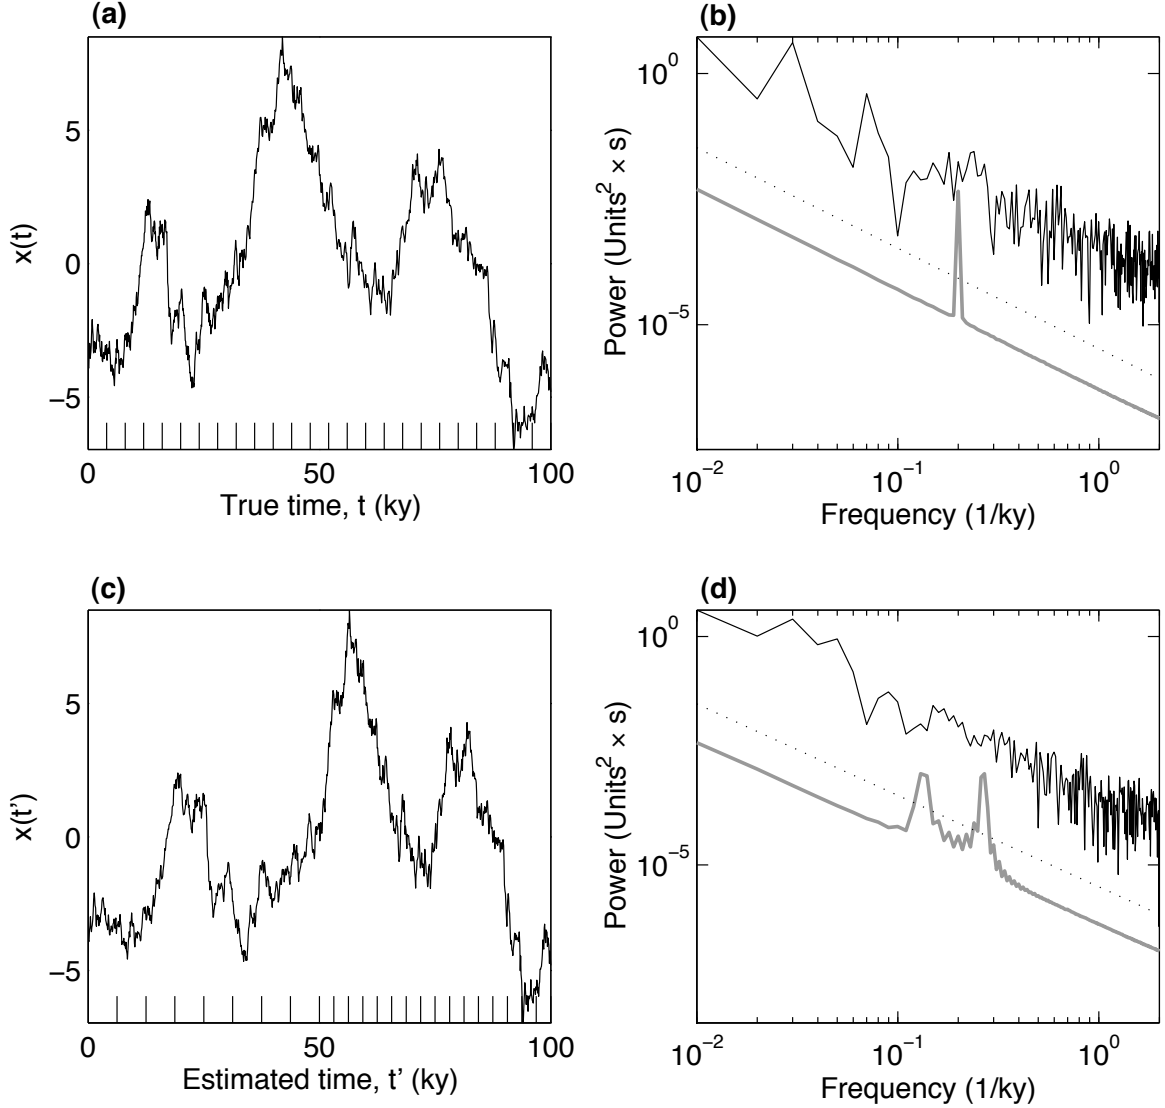 (a)
x(t)
5
0
−5
0
50
100
True time, t (ky)
(b)
Power (Units² × s)
10⁰
10⁻⁵
10⁻²
10⁻¹
10⁰
Frequency (1/ky)
(c)
x(t')
5
0
−5
0
50
100
Estimated time, t' (ky)
(d)
Power (Units² × s)
10⁰
10⁻⁵
10⁻²
10⁻¹
10⁰
Frequency (1/ky)